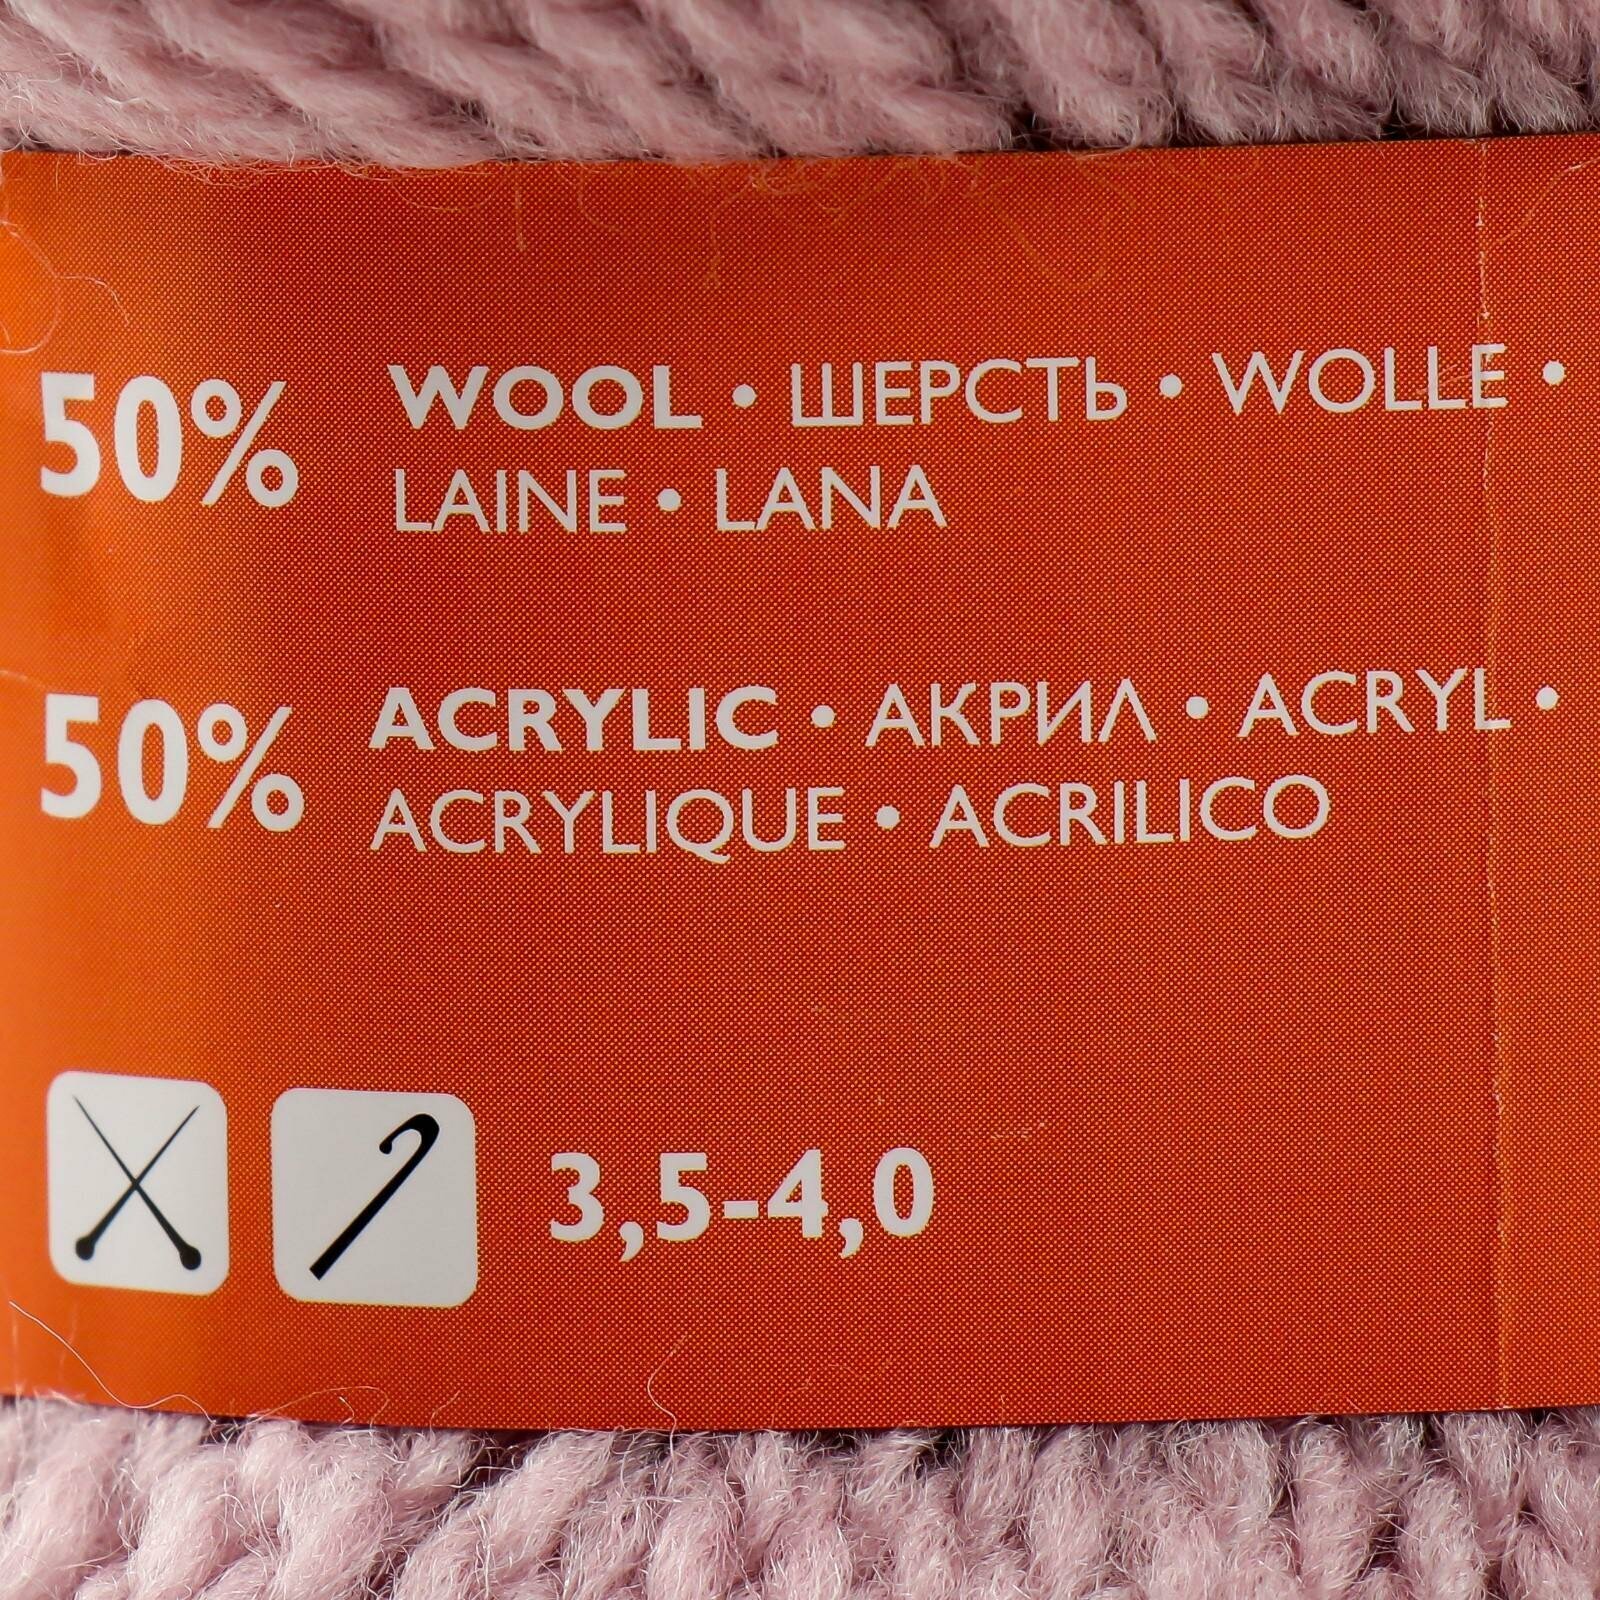 50% WOOL • ШЕРСТЬ • WOLLE •
LAINE • LANA
50% ACRYLIC • АКРИЛ • ACRYL •
ACRYLIQUE • ACRILICO
3,5-4,0